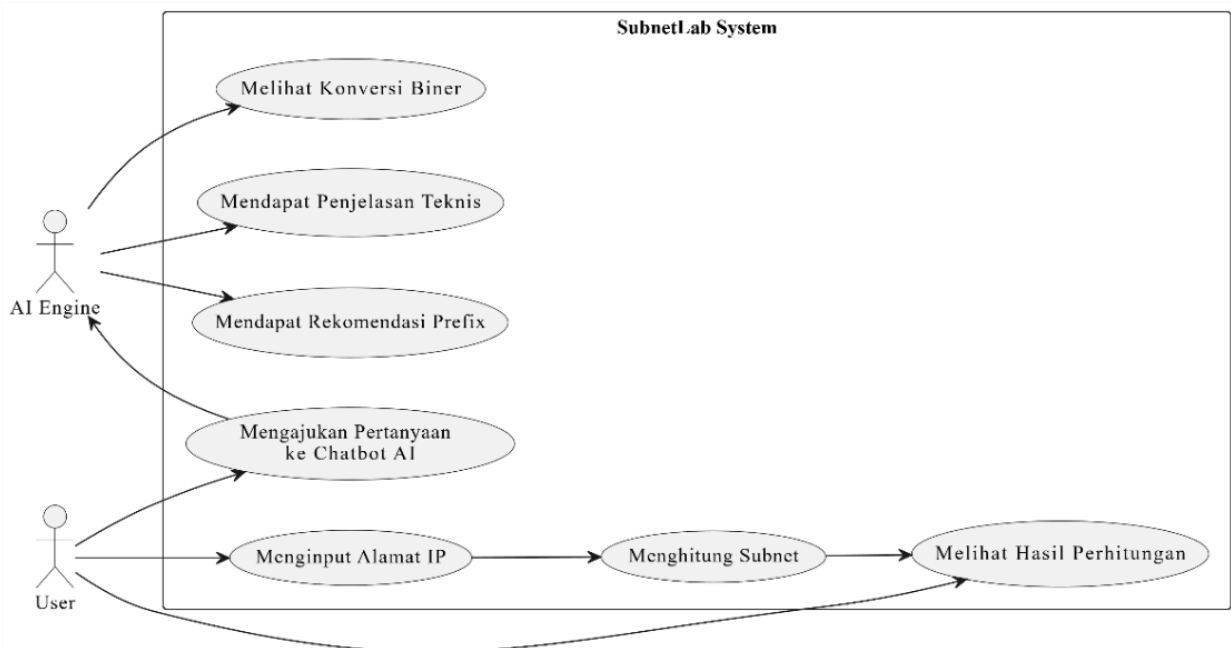 SubnetLab System
Melihat Konversi Biner
Mendapat Penjelasan Teknis
AI Engine
Mendapat Rekomendasi Prefix
Mengajukan Pertanyaan
ke Chatbot AI
User
Menginput Alamat IP
Menghitung Subnet
Melihat Hasil Perhitungan